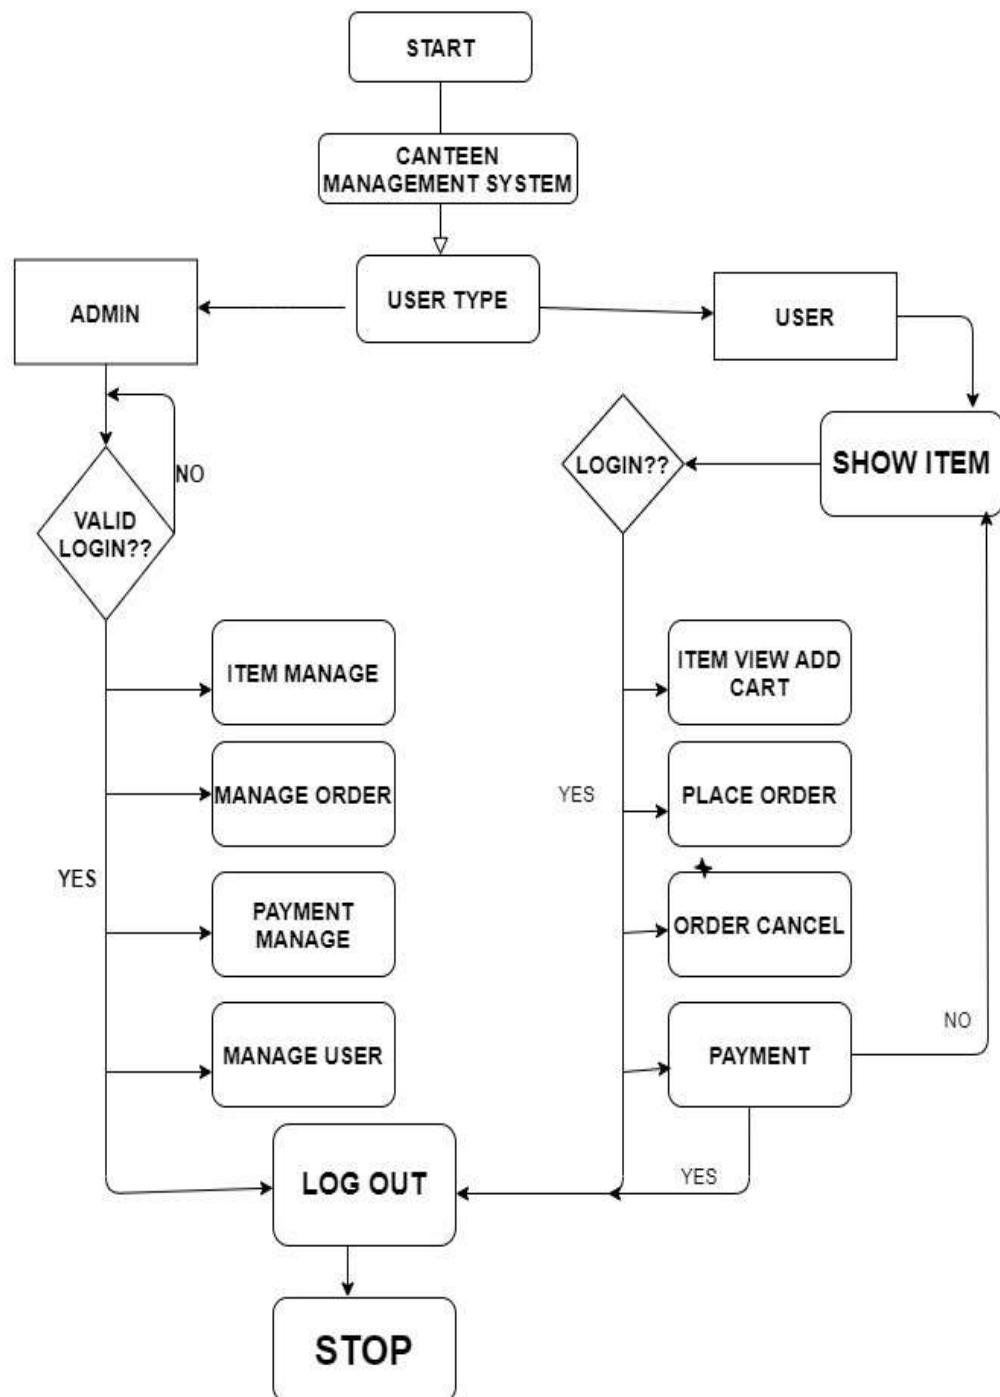 START
CANTEEN
MANAGEMENT SYSTEM
USER TYPE
ADMIN
USER
SHOW ITEM
LOGIN??
NO
VALID
LOGIN??
ITEM MANAGE
ITEM VIEW ADD
CART
MANAGE ORDER
YES
PLACE ORDER
YES
PAYMENT
MANAGE
ORDER CANCEL
MANAGE USER
PAYMENT
NO
LOG OUT
YES
STOP